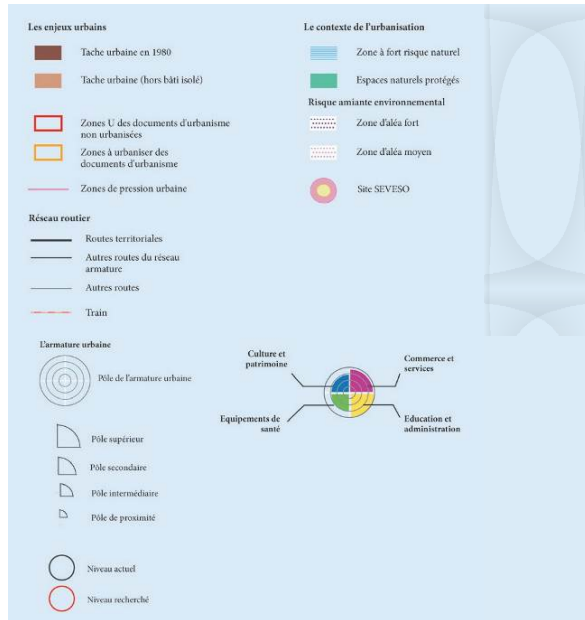 Les enjeux urbains
Tache urbaine en 1980
Tache urbaine (hors bâti isolé)
Zones U des documents d'urbanisme
non urbanisées
Zones à urbaniser des
documents d'urbanisme
Zones de pression urbaine
Réseau routier
Routes territoriales
Autres routes du réseau
armature
Autres routes
Train
Le contexte de l'urbanisation
Zone à fort risque naturel
Espaces naturels protégés
Risque amiante environnemental
Zone d'aléa fort
Zone d'aléa moyen
Site SEVESO
L'armature urbaine
Pôle de l'armature urbaine
Pôle supérieur
Pôle secondaire
Pôle intermédiaire
Pôle de proximité
Niveau actuel
Niveau recherché
Culture et
patrimoine
Commerce et
services
Equipements de
santé
Education et
administration